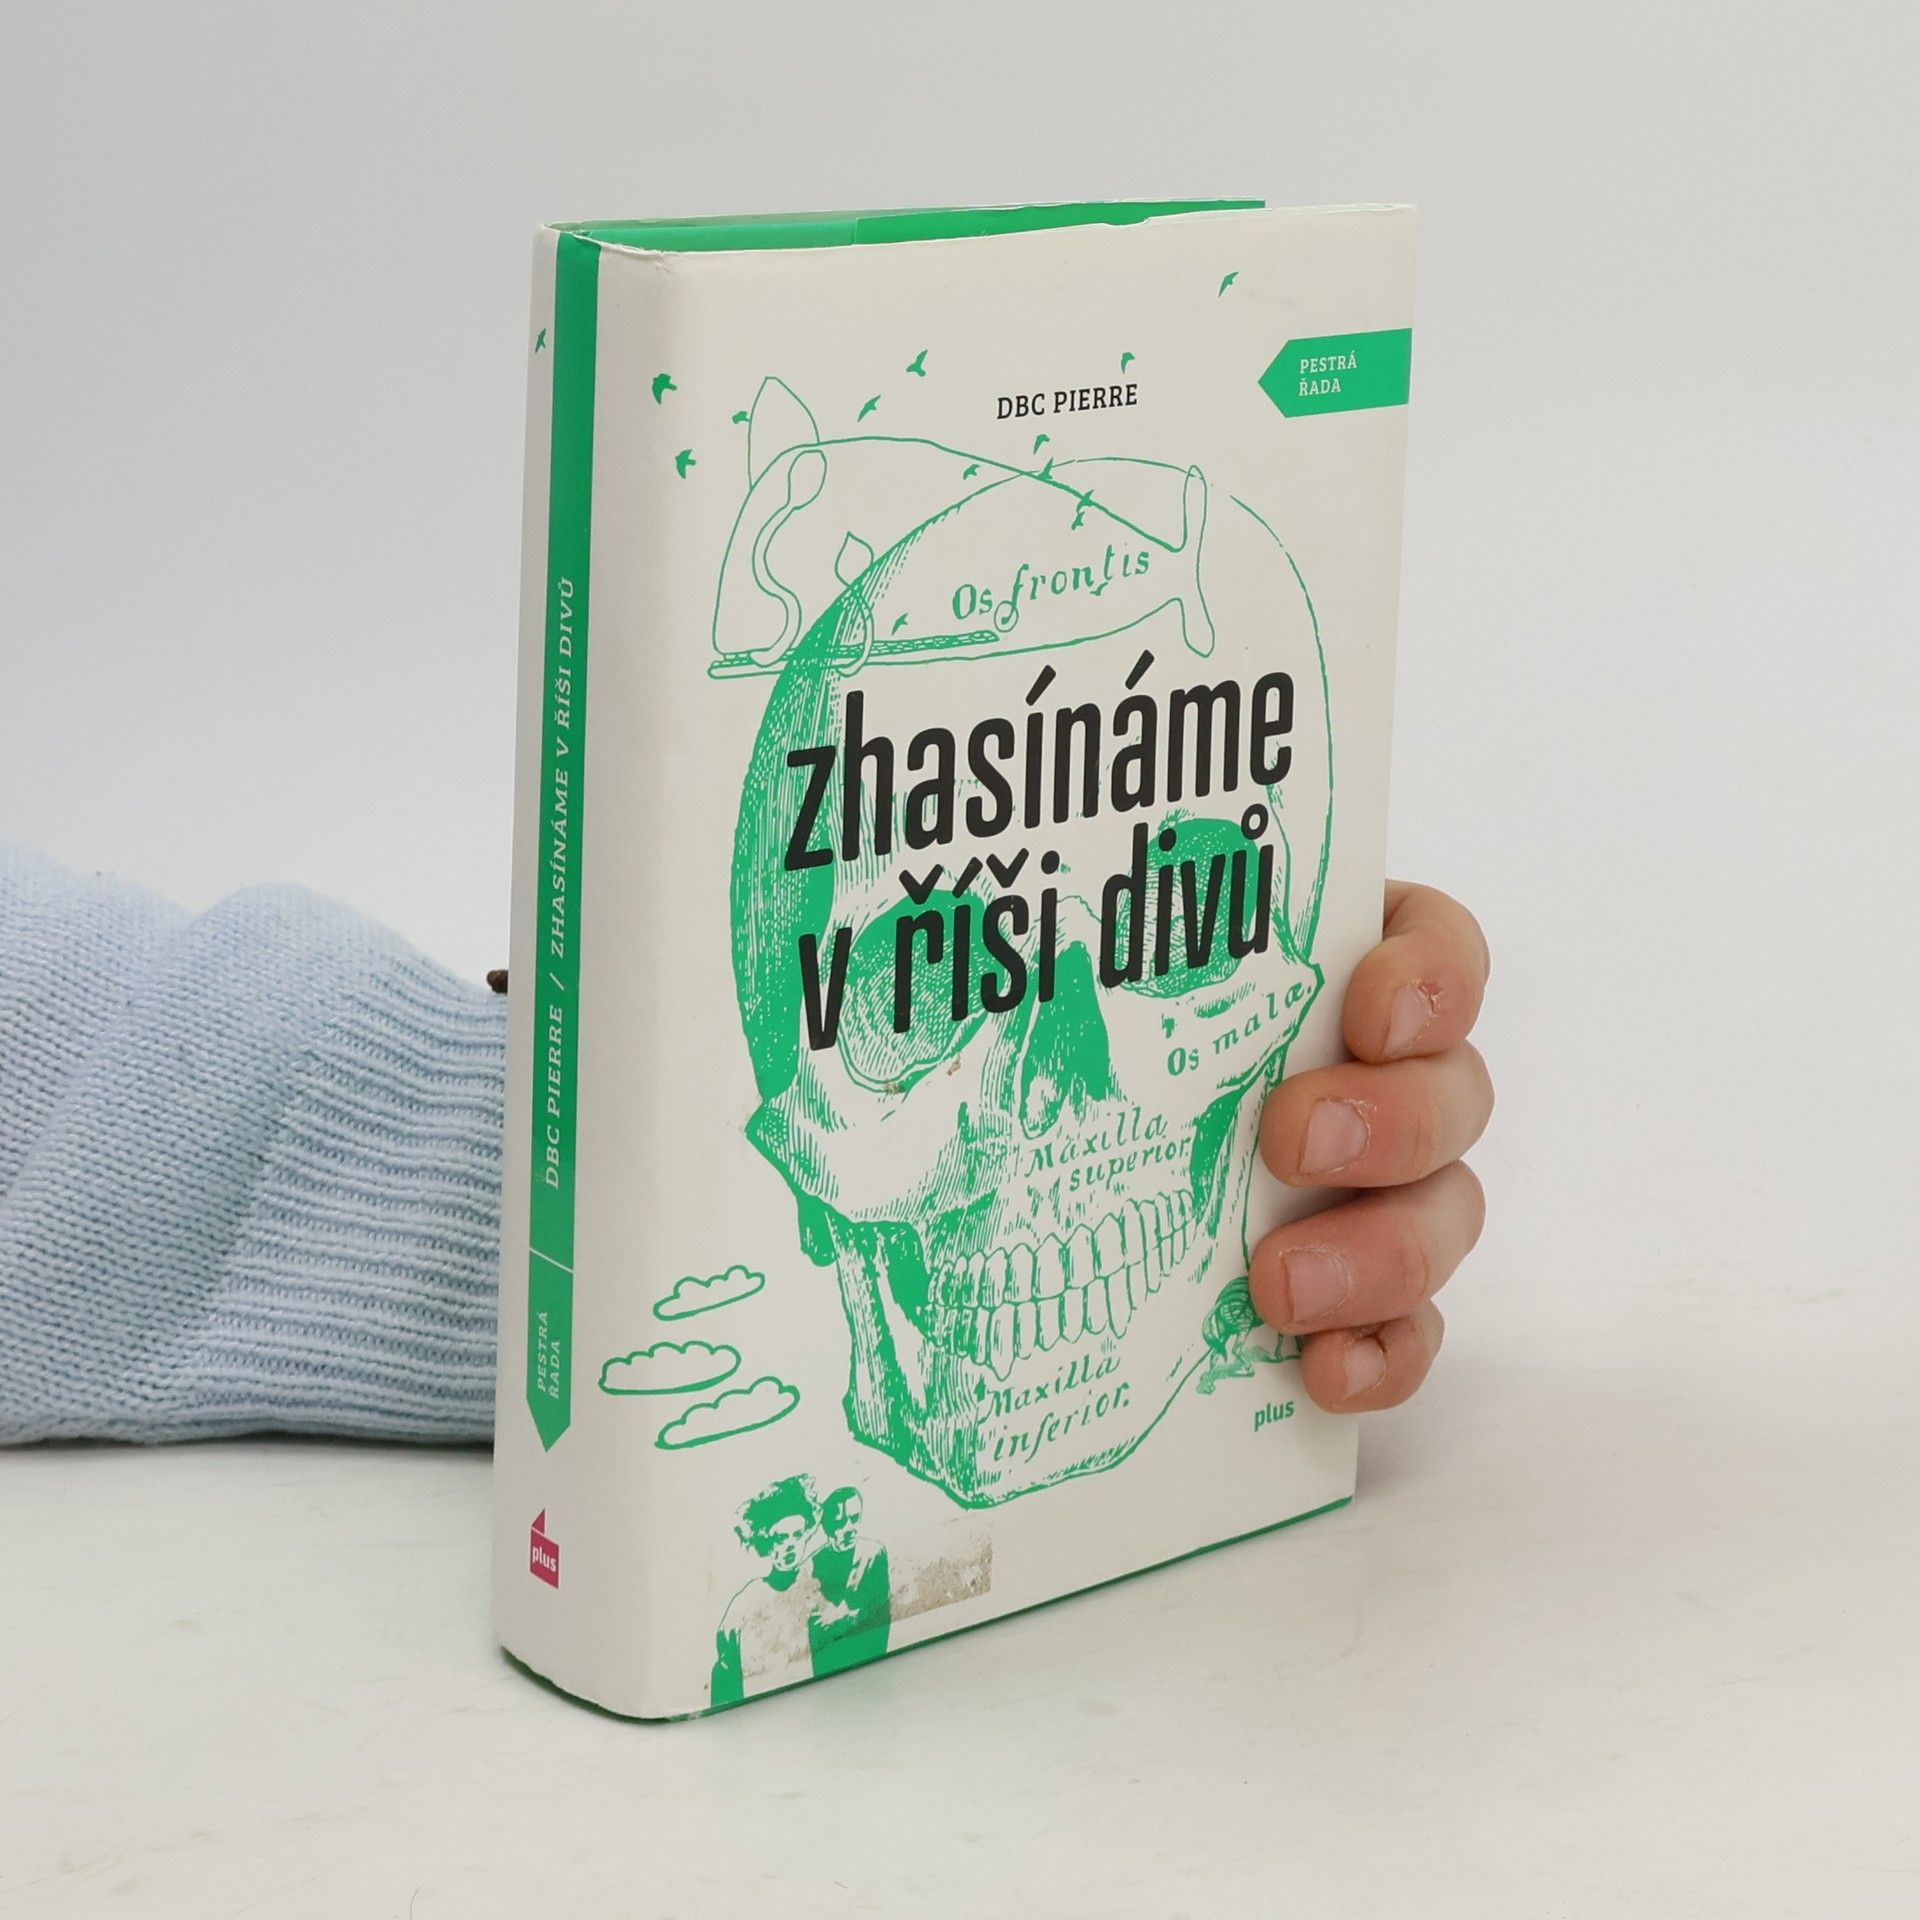 DBC PIERRE
PESTRÁ
ŘADA
Os frontis
zhasínáme
v říši divů
Os mala.
Maxilla
superior.
Maxilla
inferior.
plus
DBC PIERRE / ZHASÍNÁME V ŘÍŠI DIVŮ
PESTRÁ
ŘADA
plus